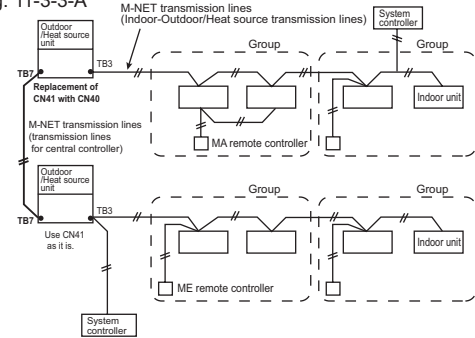 g. 11-3-3-A
M-NET transmission lines
(Indoor-Outdoor/Heat source transmission lines)
System
controller
Outdoor
/Heat source
unit
Group
Group
TB7
TB3
Replacement of
CN41 with CN40
Indoor unit
M-NET transmission lines
(transmission lines
for central controller)
MA remote controller
Outdoor
/Heat source
unit
Group
Group
TB7
TB3
Use CN41
as it is.
Indoor unit
ME remote controller
System
controller